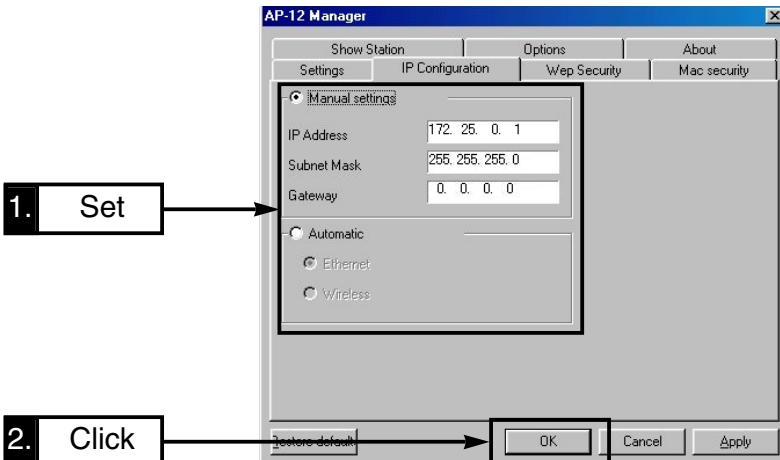 AP-12 Manager
Show Station Options About
Settings IP Configuration Wep Security Mac security
Manual settings
IP Address 172. 25. 0. 1
Subnet Mask 255. 255. 255. 0
Gateway 0. 0. 0. 0
1. Set
Automatic
Ethernet
Wireless
2. Click
Restore default OK Cancel Apply